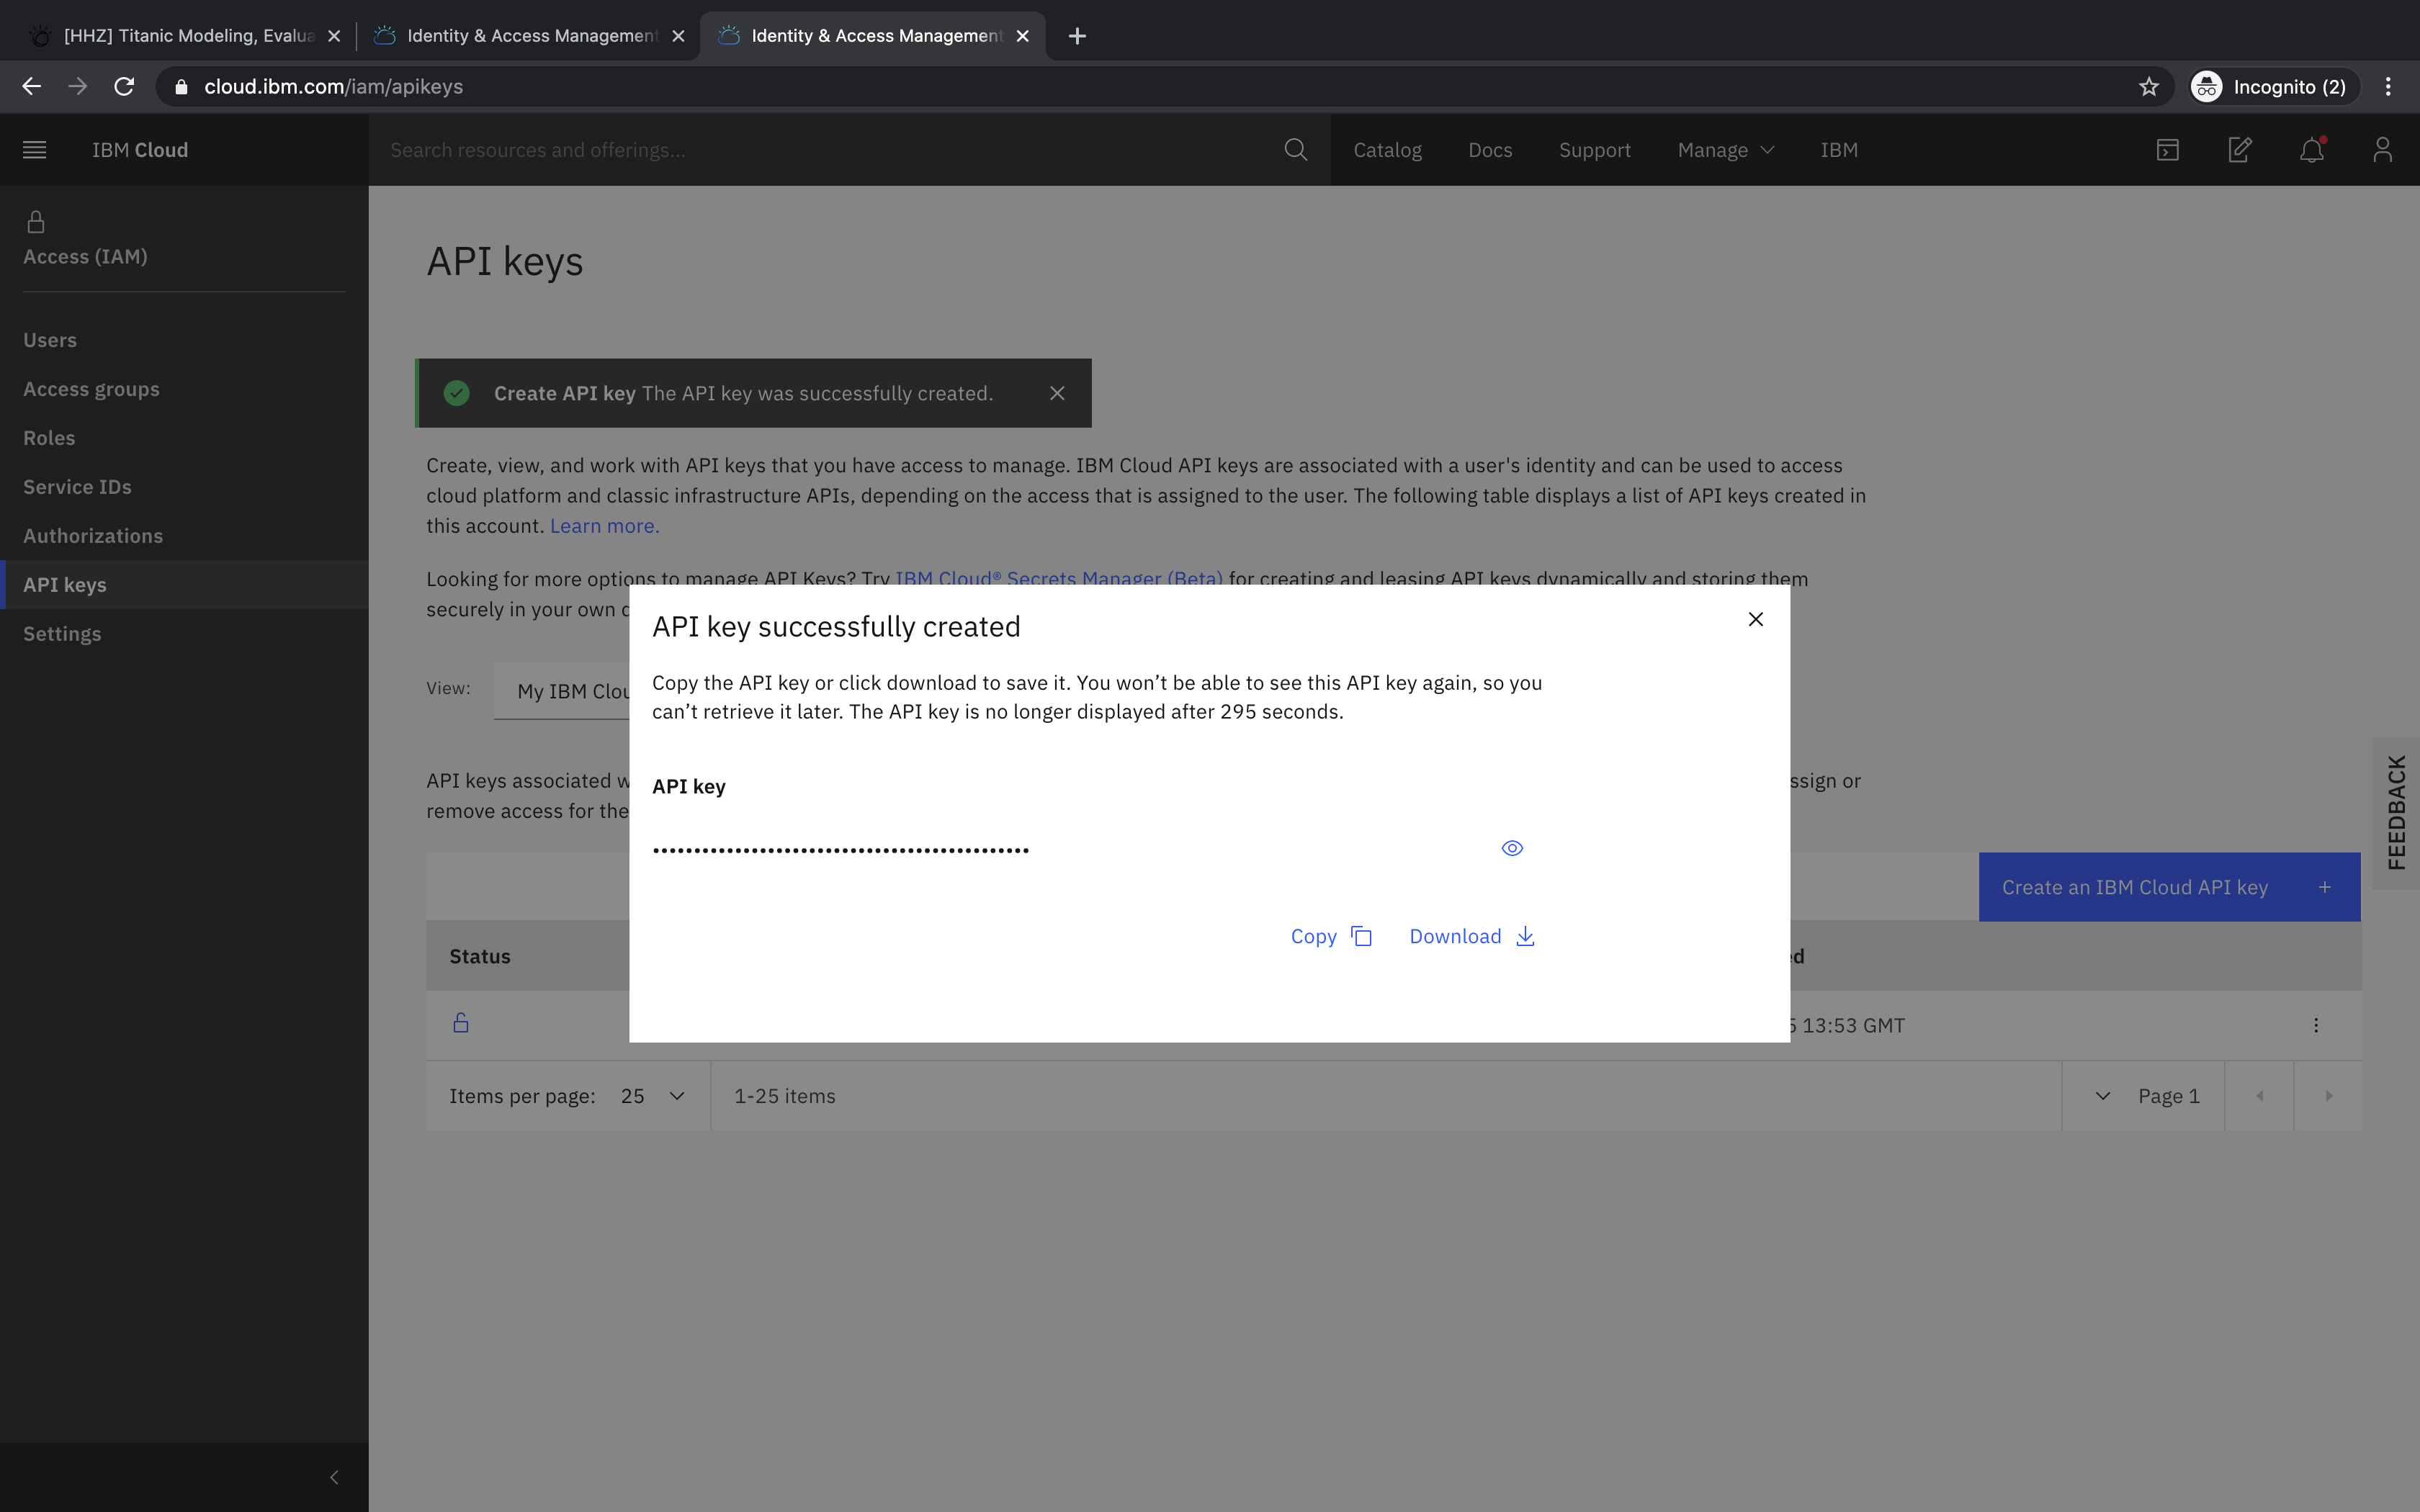 [HHZ] Titanic Modeling, Evalua
Identity & Access Management
Identity & Access Management
cloud.ibm.com/iam/apikeys
Incognito (2)
IBM Cloud
Search resources and offerings...
Catalog
Docs
Support
Manage
IBM
Access (IAM)
Users
Access groups
Roles
Service IDs
Authorizations
API keys
Settings
API keys
Create API key The API key was successfully created.
Create, view, and work with API keys that you have access to manage. IBM Cloud API keys are associated with a user's identity and can be used to access
cloud platform and classic infrastructure APIs, depending on the access that is assigned to the user. The following table displays a list of API keys created in
this account. Learn more.
Looking for more options to manage API Keys? Try IBM Cloud® Secrets Manager (Beta) for creating and leasing API keys dynamically and storing them
securely in your own
View:
My IBM Clou
API keys associated w
ssign or
remove access for the
API key successfully created
Copy the API key or click download to save it. You won’t be able to see this API key again, so you
can’t retrieve it later. The API key is no longer displayed after 295 seconds.
API key
••••••••••••••••••••••••••••••••••••••••••••
Copy
Download
Create an IBM Cloud API key +
Status
d
13:53 GMT
Items per page: 25
1-25 items
Page 1
FEEDBACK